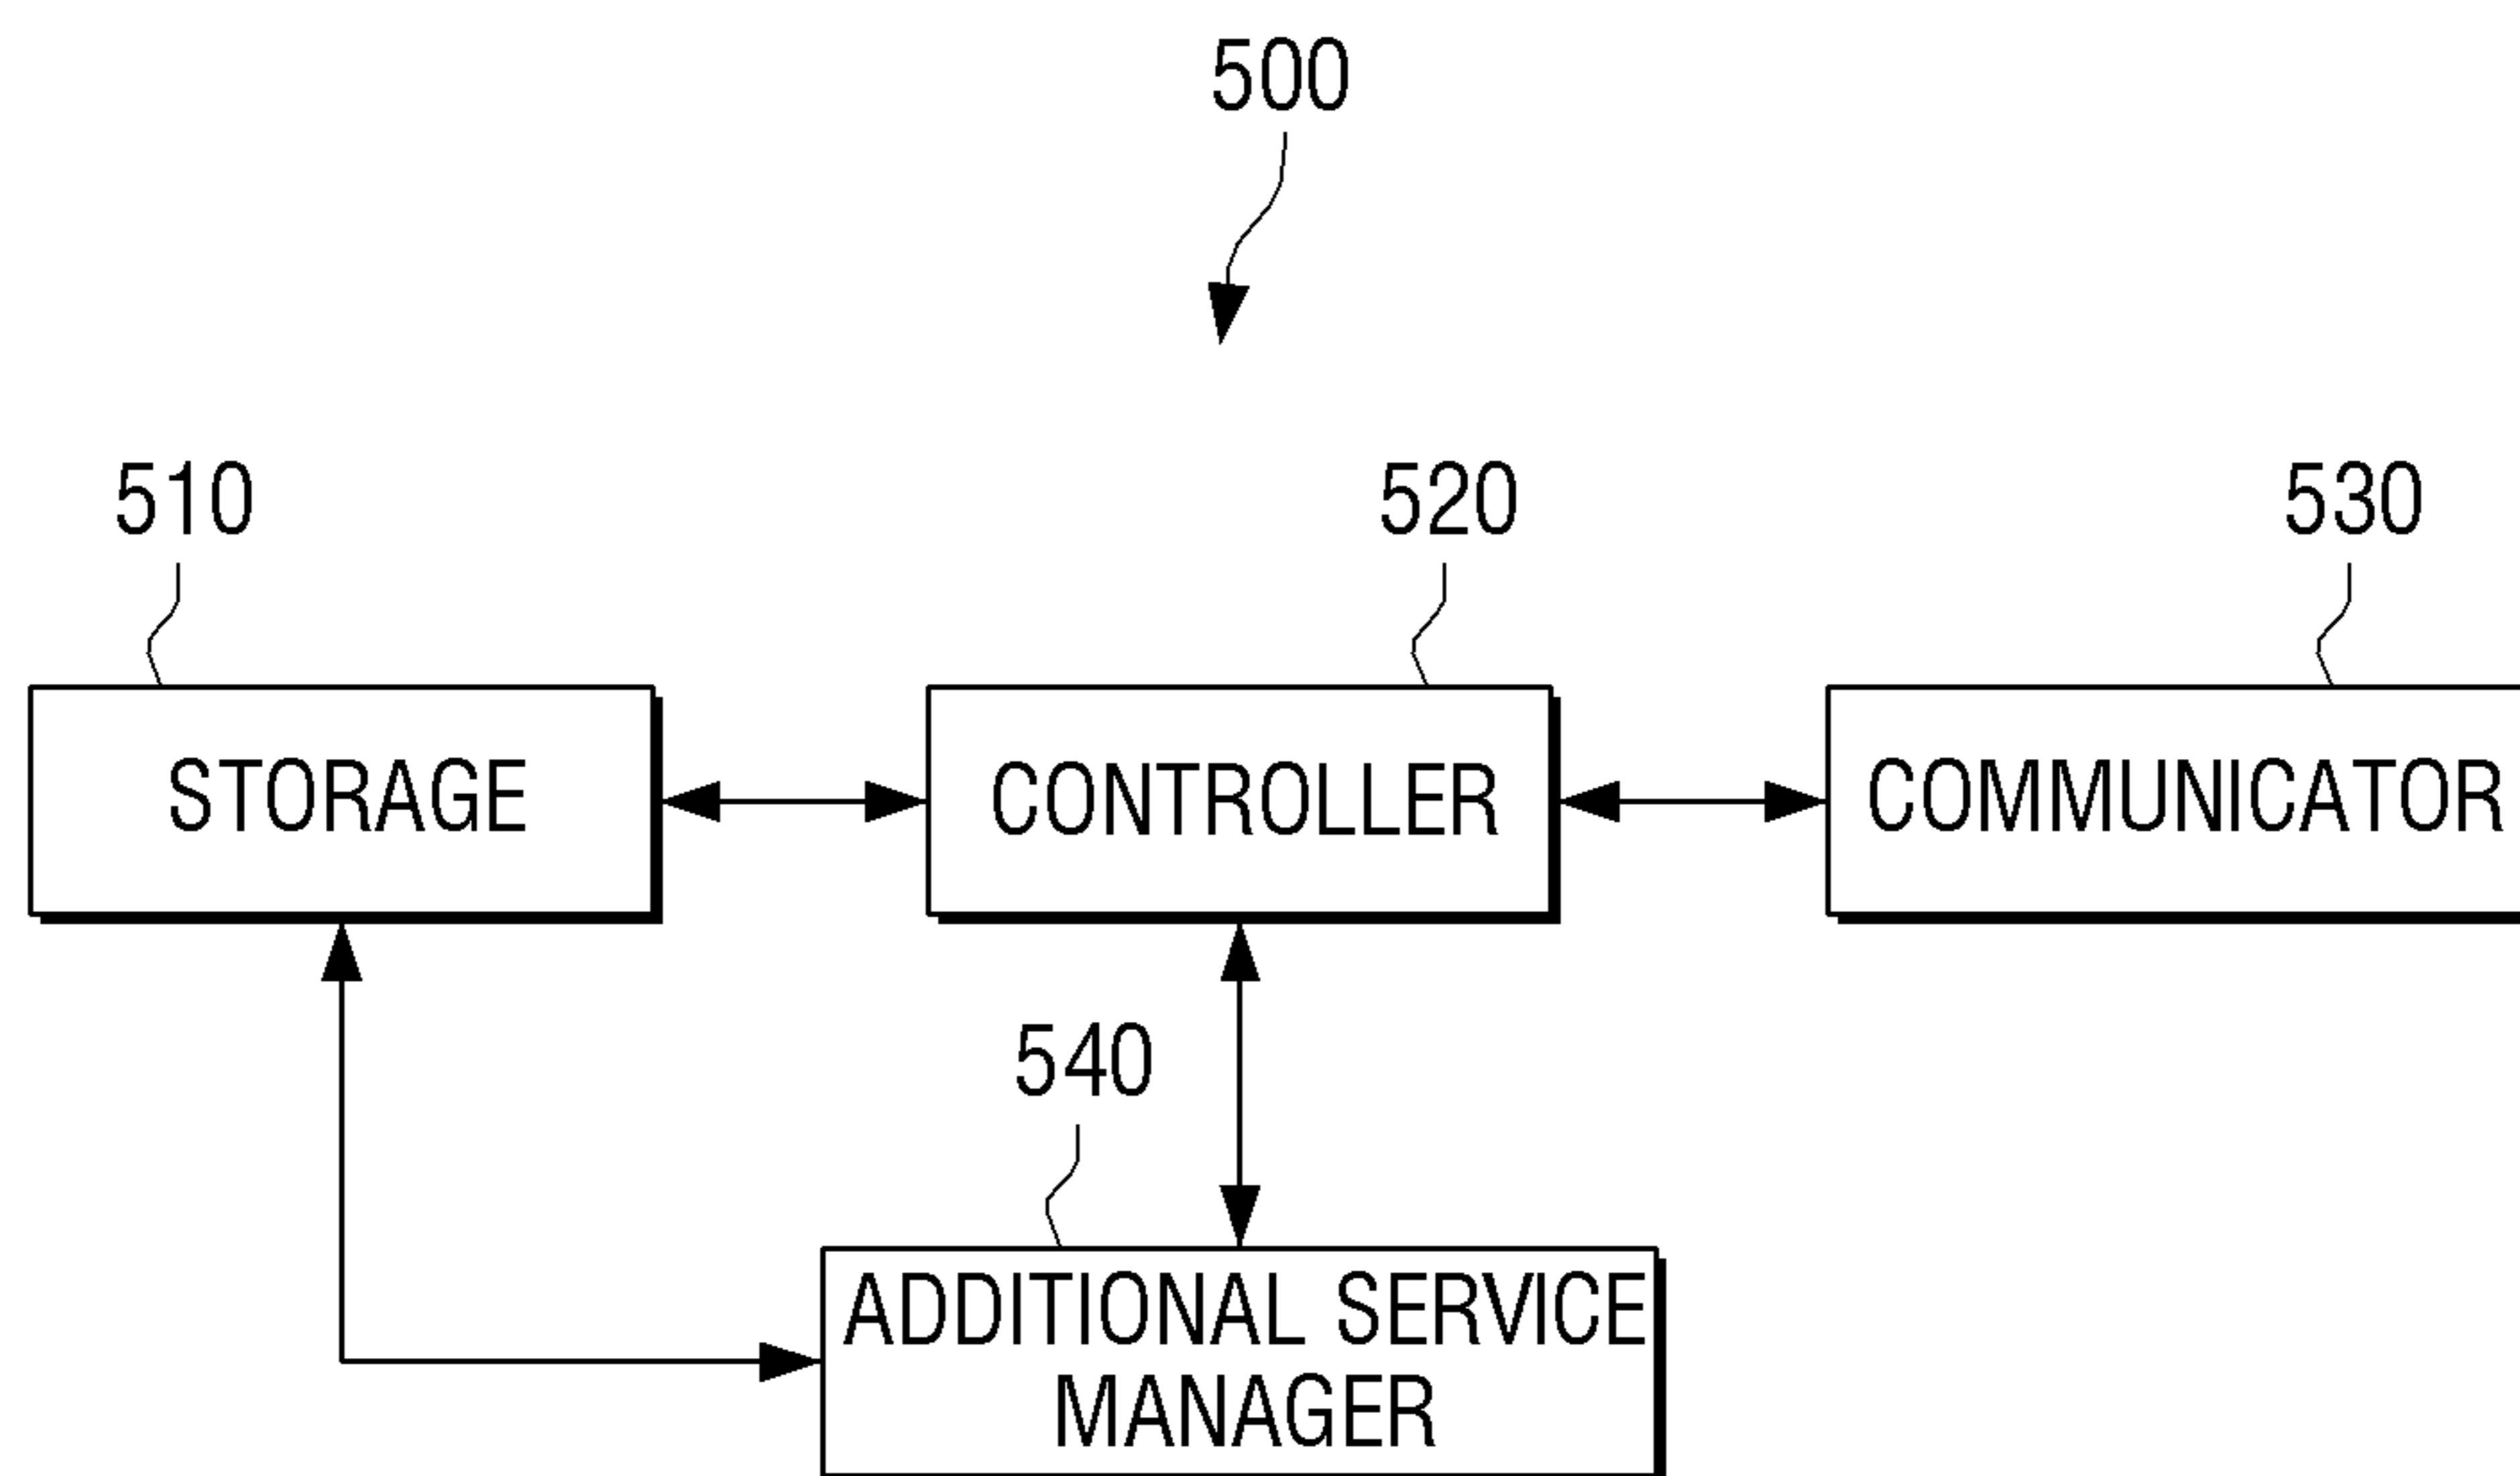 500
510
520
530
STORAGE
CONTROLLER
COMMUNICATOR
540
ADDITIONAL SERVICE
MANAGER